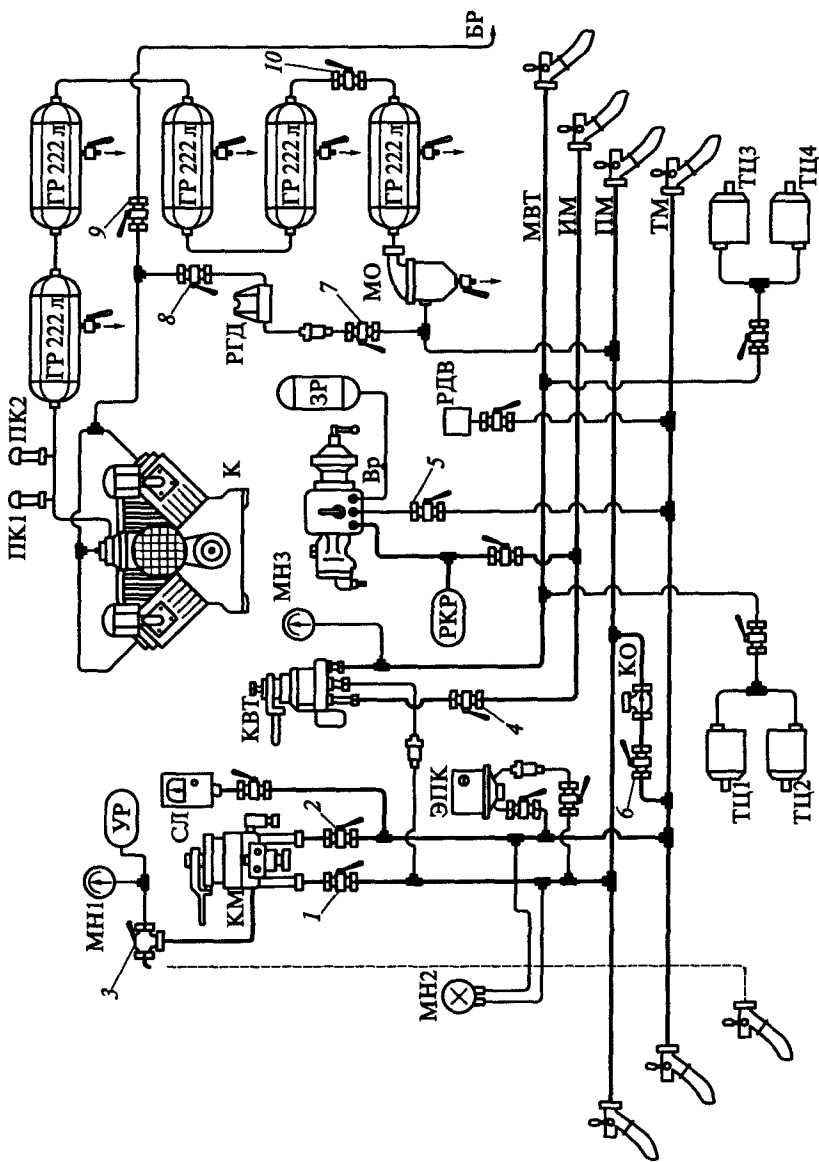 ПК1
ПК2
ГР 222 л
ГР 222 л
МН1
9
3
УР
8
СЛ
ГР 222 л
К
РГД
КМ
КВТ
10
МН3
ГР 222 л
1
2
ЗР
7
МО
Вр
ГР 222 л
МН2
ЭПК
5
РКР
РДВ
БР
4
МВТ
ИМ
ПМ
6
КО
ТМ
ТЦ1
ТЦ3
ТЦ2
ТЦ4